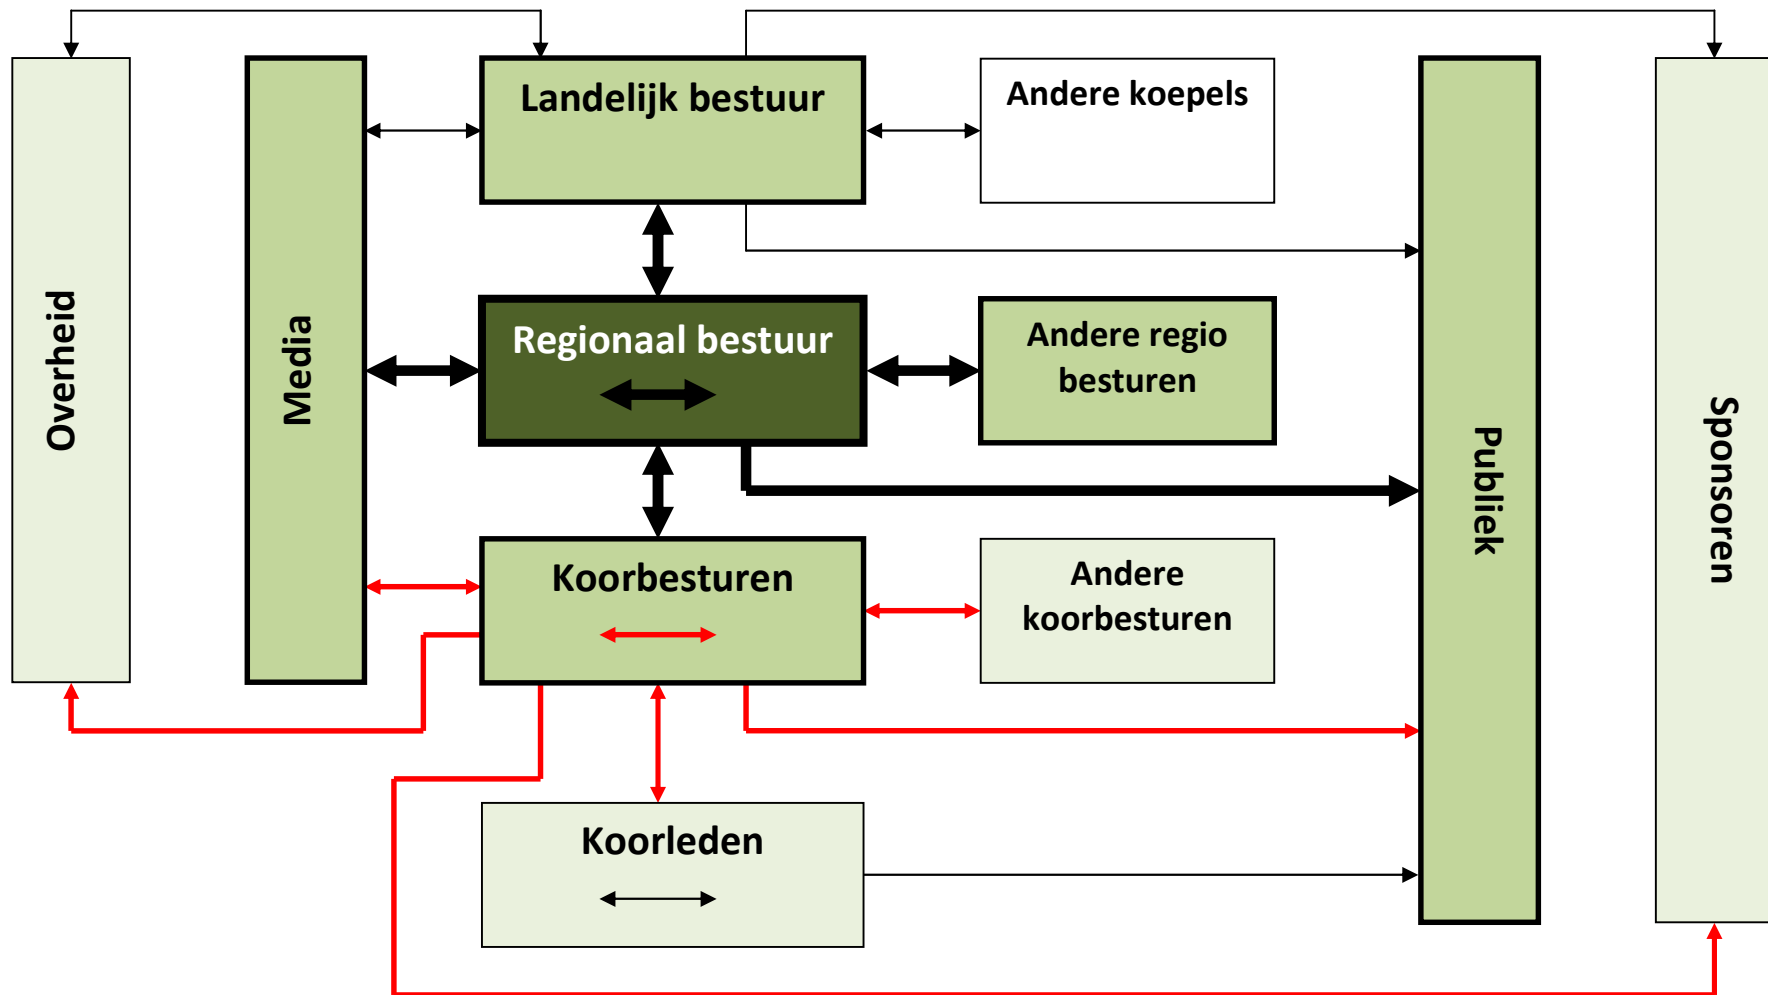 Landelijk bestuur
Andere koepels
Overheid
Media
Regionaal bestuur
Andere regio
besturen
Publiek
Sponsoren
Koorbesturen
Andere
koorbesturen
Koorleden